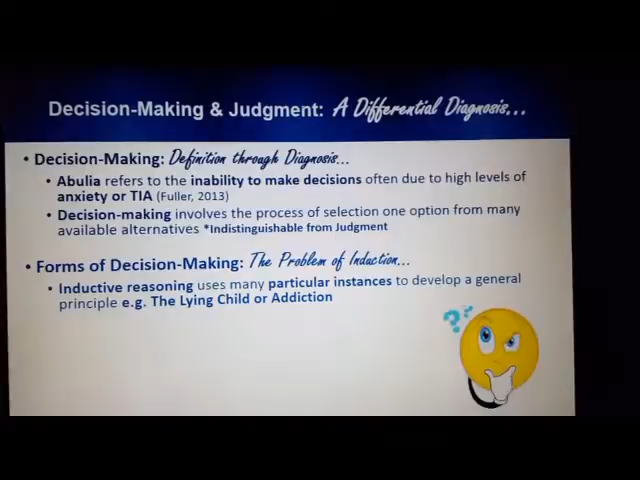 Decision-Making & Judgment: A Differential Diagnosis...
• Decision-Making: Definition through Diagnosis...
• Abulia refers to the inability to make decisions often due to high levels of
anxiety or TIA (Fuller, 2013)
• Decision-making involves the process of selection one option from many
available alternatives *Indistinguishable from Judgment
• Forms of Decision-Making: The Problem of Induction...
• Inductive reasoning uses many particular instances to develop a general
principle e.g. The Lying Child or Addiction
???